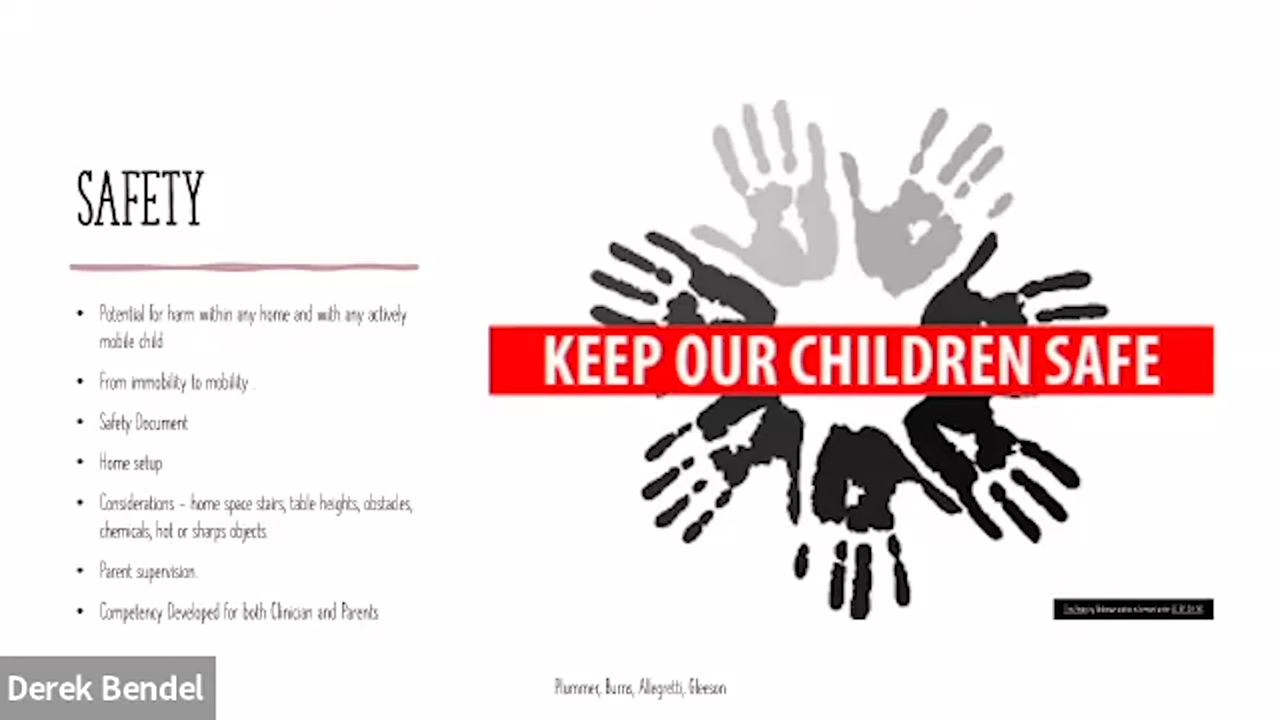 SAFETY
• Potential for harm within any home and with any actively
mobile child
• From immobility to mobility .
• Safety Document
• Home setup
• Considerations – home space stairs, table heights, obstacles,
chemicals, hot or sharps objects.
• Parent supervision.
• Competency Developed for both Clinician and Parents
KEEP OUR CHILDREN SAFE
Plummer, Burns, Allegretti, Gleeson
Derek Bendel